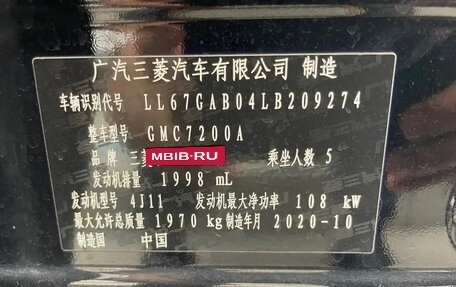 广汽三菱汽车有限公司 制造
车辆识别代号 LL67GAB04LB209274
整车型号 GMC7200A
品牌 三菱 MBIB-RU 乘坐人数 5
发动机排量 1998 mL
发动机型号 4J11 发动机最大净功率 108 kW
最大允许总质量 1970 kg 制造年月 2020-10
制造国 中国